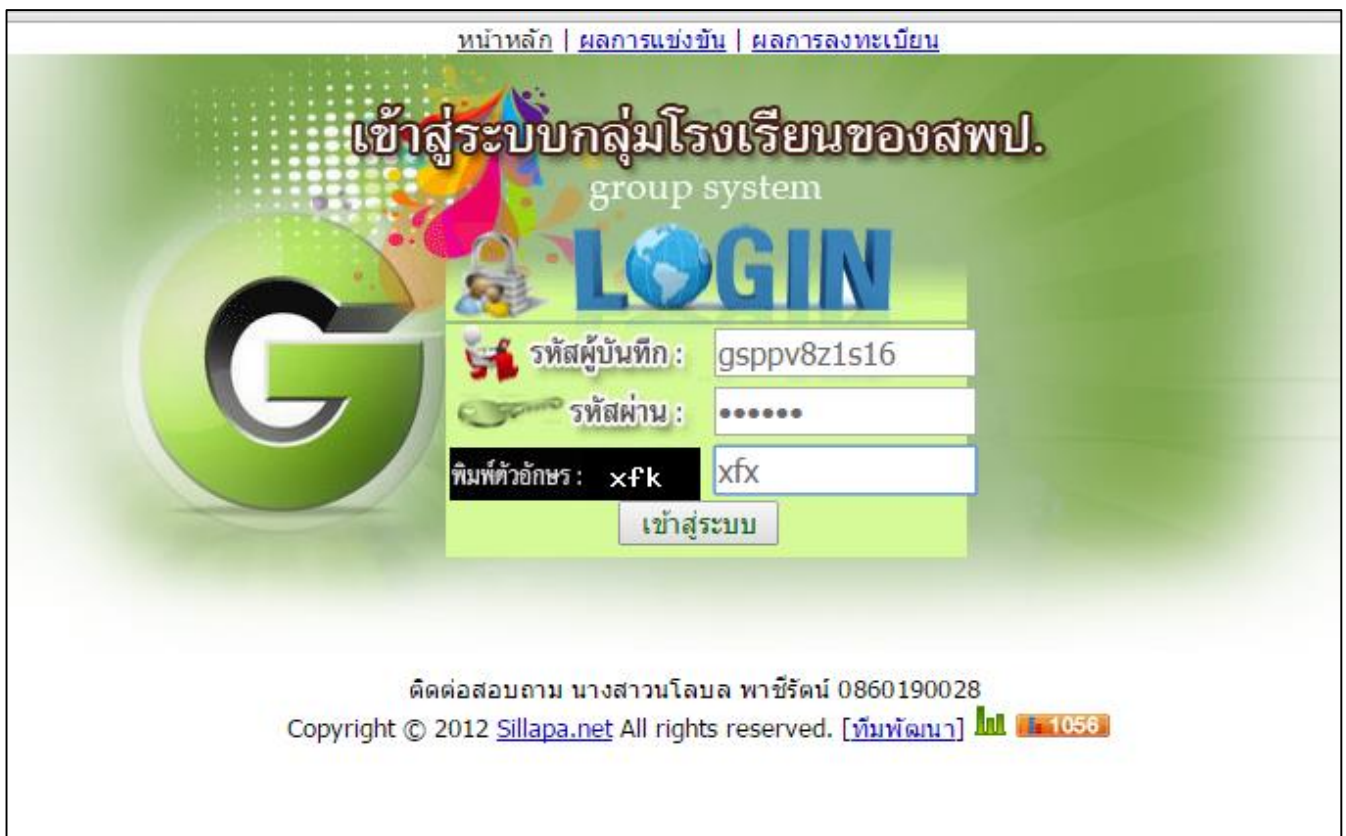 หน้าหลัก | ผลการแข่งขัน | ผลการลงทะเบียน
เข้าสู่ระบบกลุ่มโรงเรียนของสพป.
group system
LOGIN
รหัสผู้บันทึก : gsppv8z1s16
รหัสผ่าน : ••••••
พิมพ์ตัวอักษร : xfk xfx
เข้าสู่ระบบ
ติดต่อสอบถาม นางสาวนโลบล พาชีรัตน์ 0860190028
Copyright © 2012 Sillapa.net All rights reserved. [ทีมพัฒนา] 1056